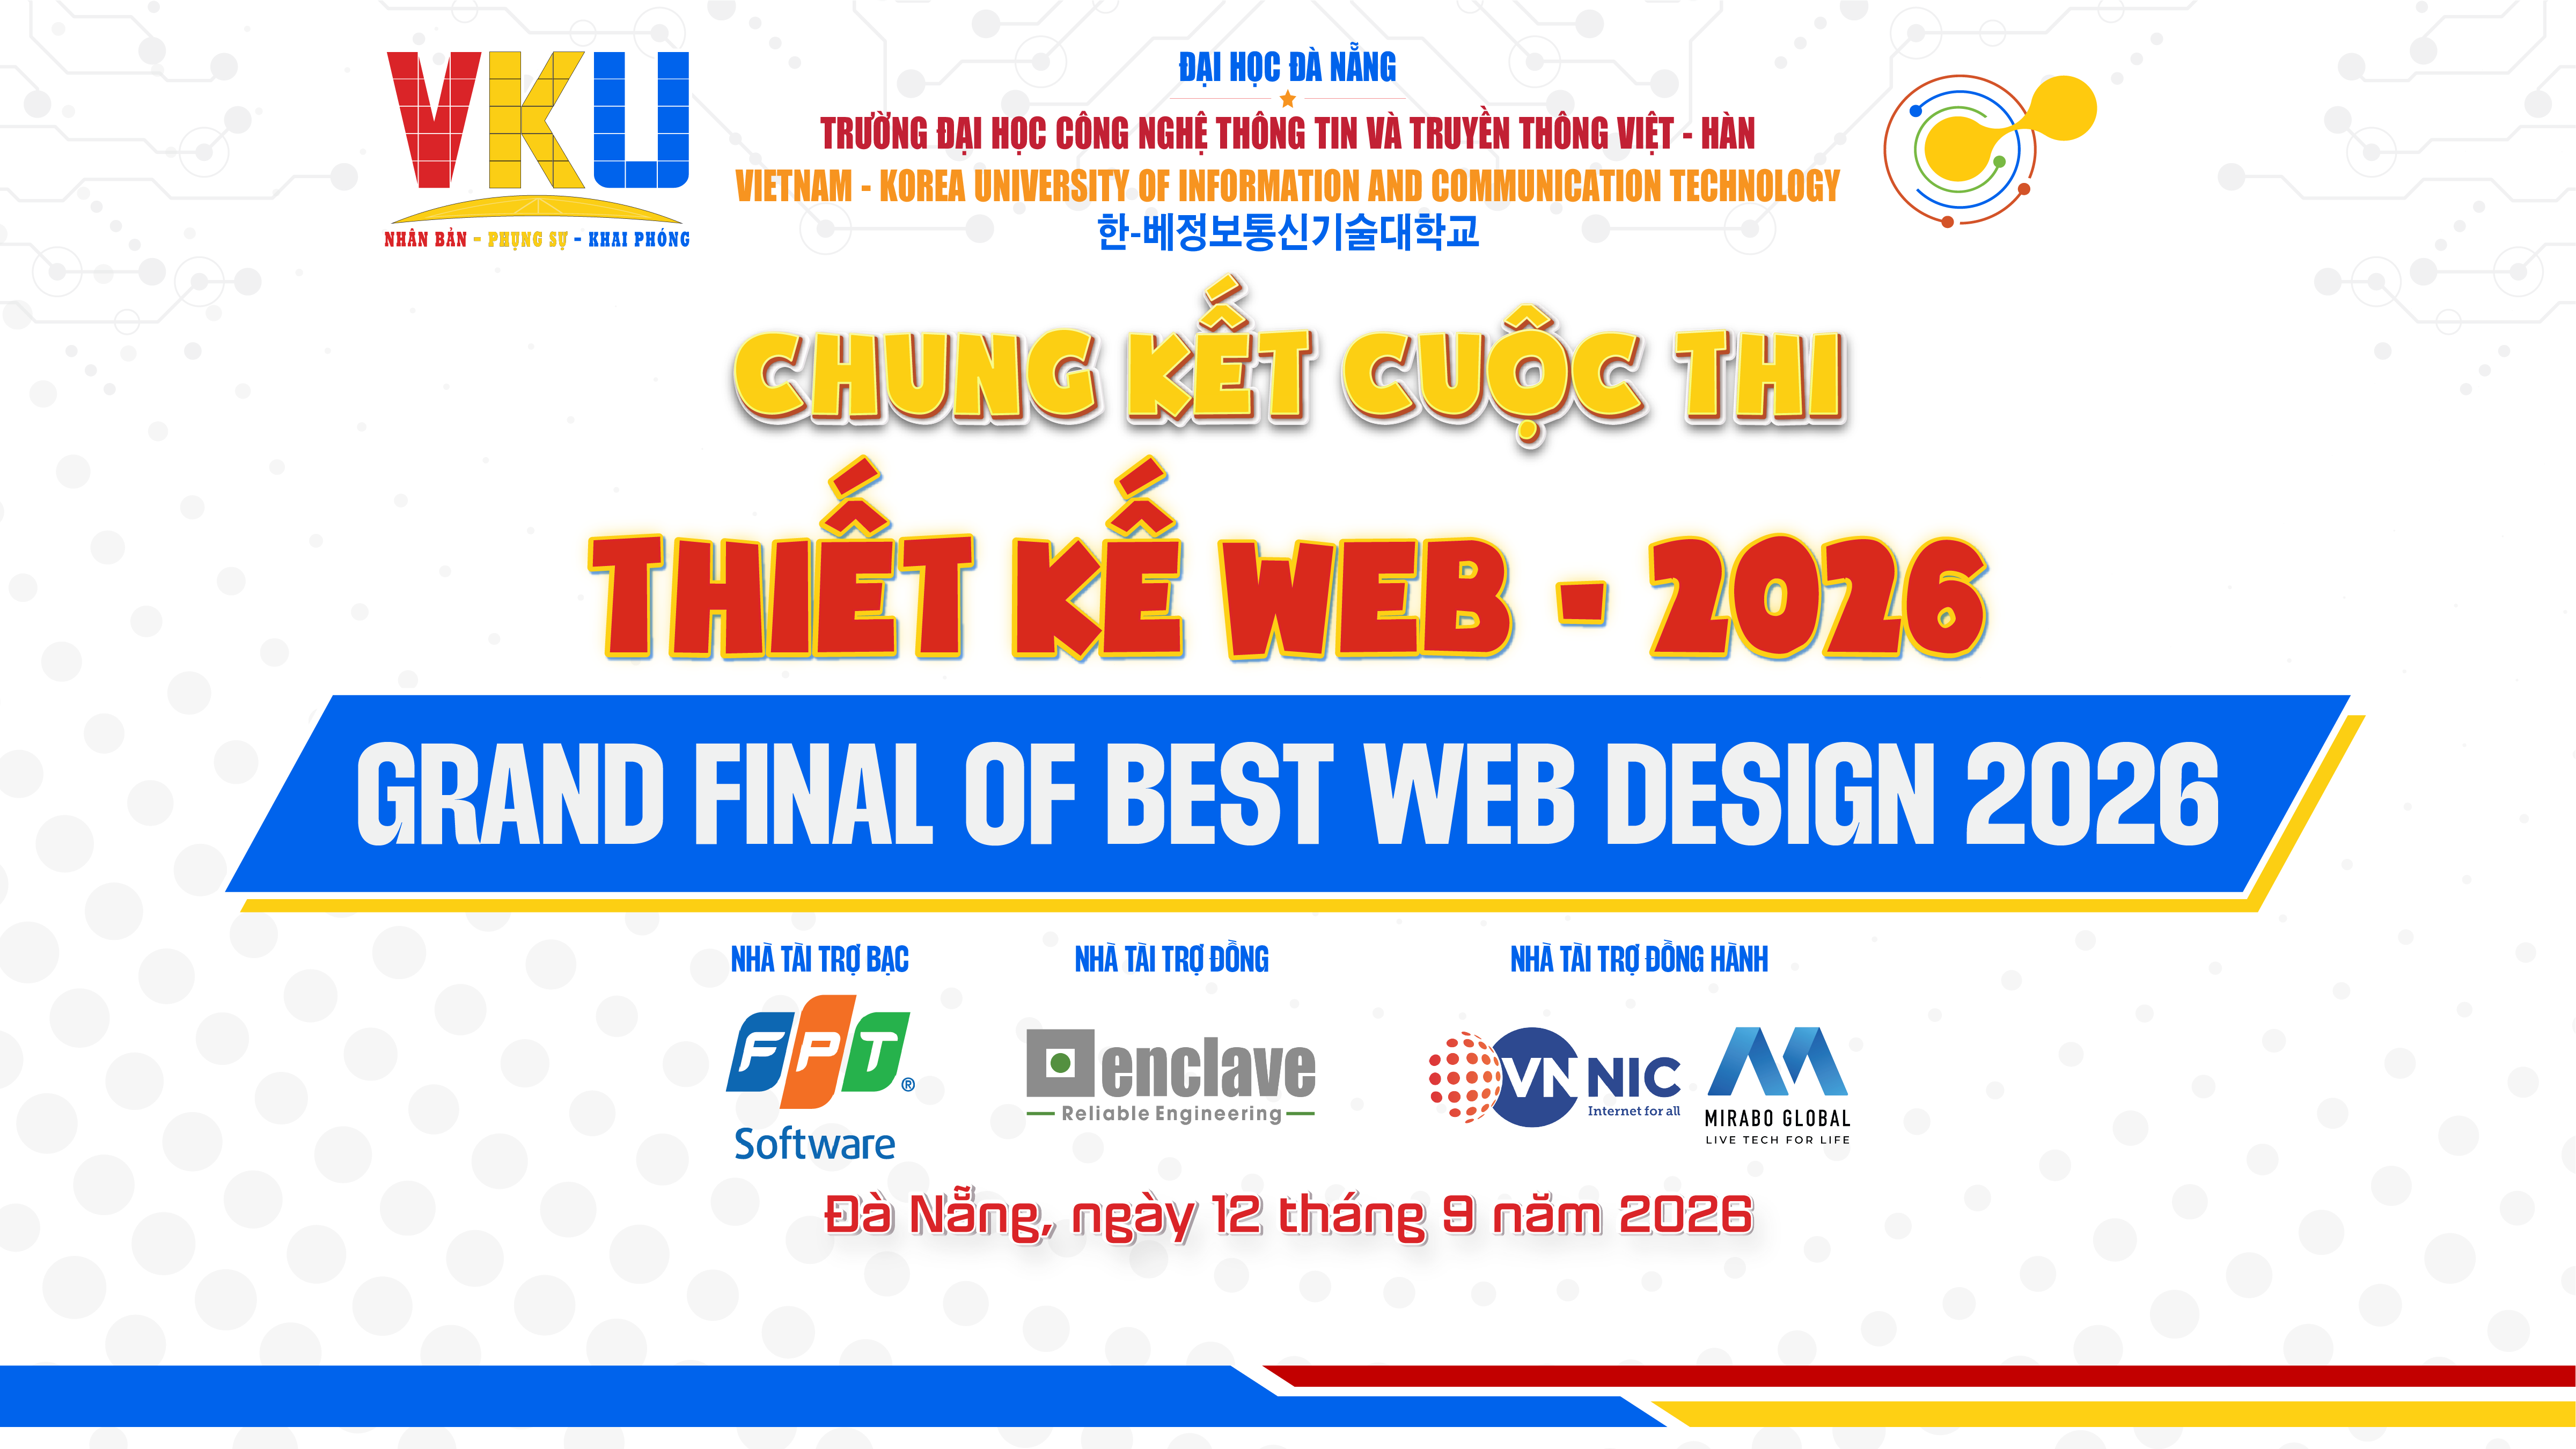 VKU
NHÂN BẢN - PHỤNG SỰ - KHAI PHÓNG
ĐẠI HỌC ĐÀ NẴNG
TRƯỜNG ĐẠI HỌC CÔNG NGHỆ THÔNG TIN VÀ TRUYỀN THÔNG VIỆT - HÀN
VIETNAM - KOREA UNIVERSITY OF INFORMATION AND COMMUNICATION TECHNOLOGY
한-베정보통신기술대학교
CHUNG KẾT CUỘC THI
THIẾT KẾ WEB - 2026
GRAND FINAL OF BEST WEB DESIGN 2026
NHÀ TÀI TRỢ BẠC
FPT®
Software
NHÀ TÀI TRỢ ĐỒNG
enclave
Reliable Engineering
NHÀ TÀI TRỢ ĐỒNG HÀNH
VNNIC
Internet for all
MIRABO GLOBAL
LIVE TECH FOR LIFE
Đà Nẵng, ngày 12 tháng 9 năm 2026